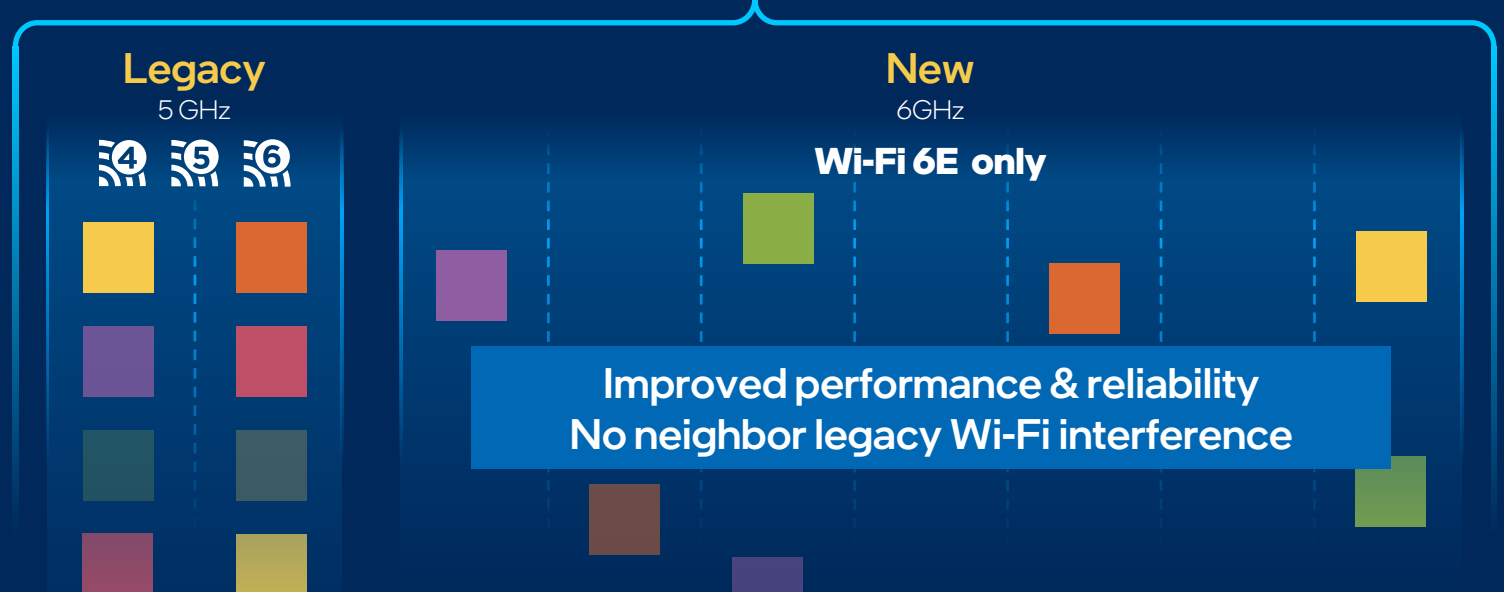 Legacy
5 GHz
4 5 6
New
6GHz
Wi-Fi 6E only
Improved performance & reliability
No neighbor legacy Wi-Fi interference